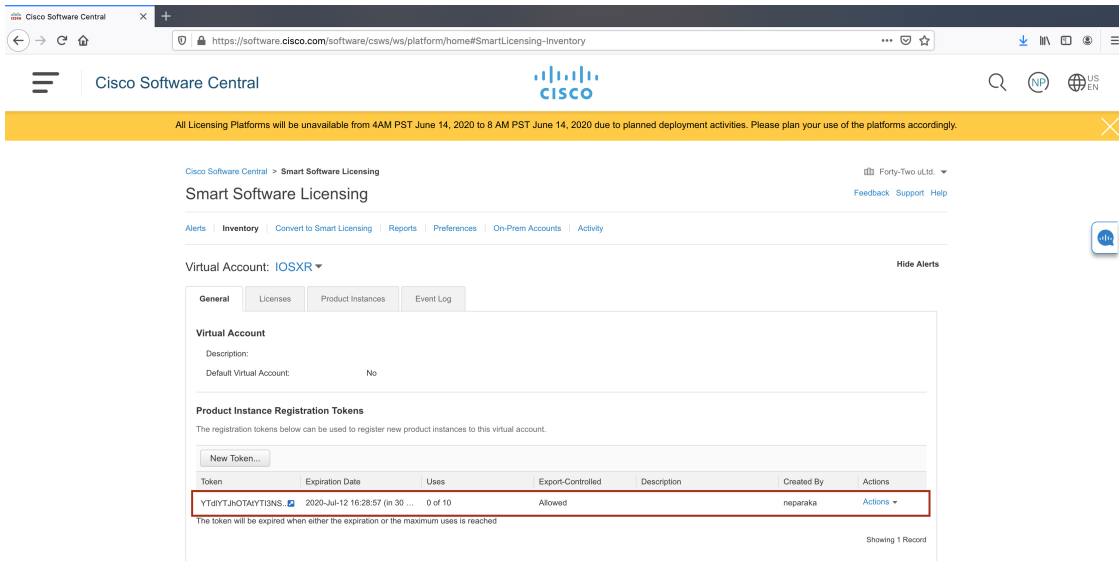 Cisco Software Central
https://software.cisco.com/software/csws/ws/platform/home#SmartLicensing-Inventory
Cisco Software Central
CISCO
NP
US
EN
All Licensing Platforms will be unavailable from 4AM PST June 14, 2020 to 8 AM PST June 14, 2020 due to planned deployment activities. Please plan your use of the platforms accordingly.
Cisco Software Central > Smart Software Licensing
Forty-Two uLtd.
Smart Software Licensing
Feedback Support Help
Alerts | Inventory | Convert to Smart Licensing | Reports | Preferences | On-Prem Accounts | Activity
Virtual Account: IOSXR
Hide Alerts
General Licenses Product Instances Event Log
Virtual Account
Description:
Default Virtual Account: No
Product Instance Registration Tokens
The registration tokens below can be used to register new product instances to this virtual account.
New Token...
Token Expiration Date Uses Export-Controlled Description Created By Actions
YTdlYTJhOTAtYTI3NS.. 2020-Jul-12 16:28:57 (in 30 ... 0 of 10 Allowed neparaka Actions
The token will be expired when either the expiration or the maximum uses is reached
Showing 1 Record